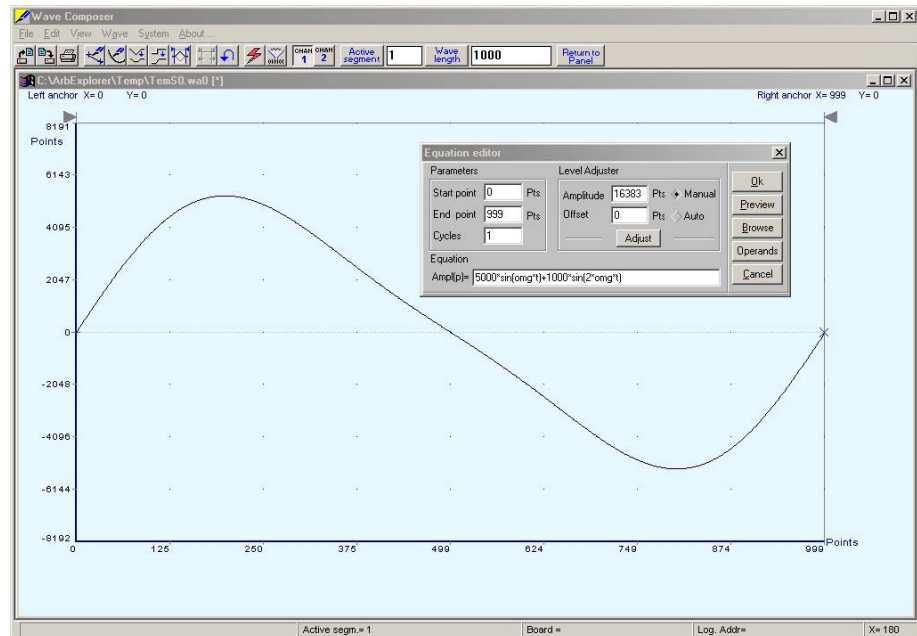 Wave Composer
File Edit View Wave System About...
CHAN 1 CHAN 2 Active segment 1 Wave length 1000 Return to Panel
C:\ArbExplorer\Temp\TemS0.wa0 [*]
Left anchor X= 0 Y= 0 Right anchor X= 999 Y= 0
8191
Points
6143
4095
2047
0
-2048
-4096
-6144
-8192
0 125 250 375 499 624 749 874 999 Points
Equation editor
Parameters
Start point 0 Pts
End point 999 Pts
Cycles 1
Level Adjuster
Amplitude 16383 Pts Manual
Offset 0 Pts Auto
Adjust
Equation
Ampl(p)= 5000*sin(omg*t)+1000*sin(2*omg*t)
Ok
Preview
Browse
Operands
Cancel
Active segm.= 1 Board = Log. Addr= X= 180